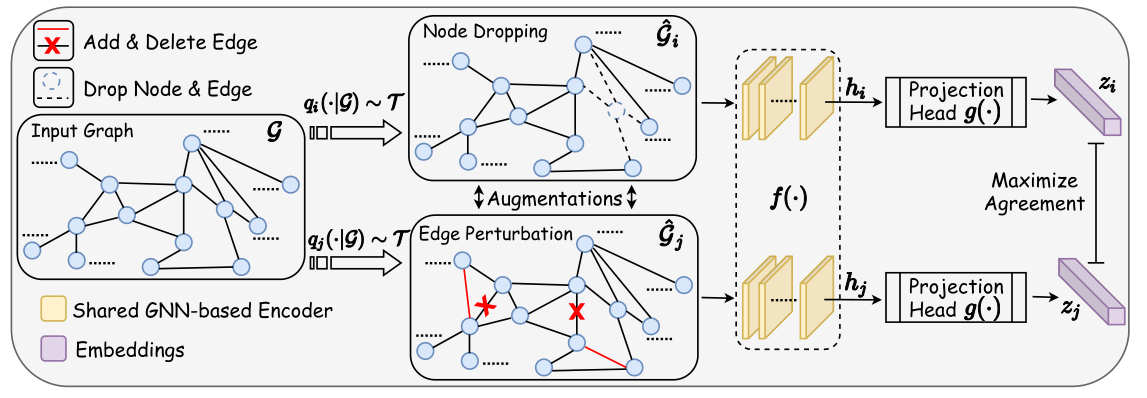 Add & Delete Edge
Drop Node & Edge
Input Graph 𝓖
......
......
......
......
......
......
Shared GNN-based Encoder
Embeddings
q_i(·|𝓖) ~ 𝒯
q_j(·|𝓖) ~ 𝒯
Node Dropping 𝓖̂_i
......
......
......
......
......
......
Augmentations
Edge Perturbation 𝓖̂_j
......
......
......
......
......
......
......
f(·)
......
h_i
h_j
Projection
Head g(·)
Projection
Head g(·)
z_i
Maximize
Agreement
z_j